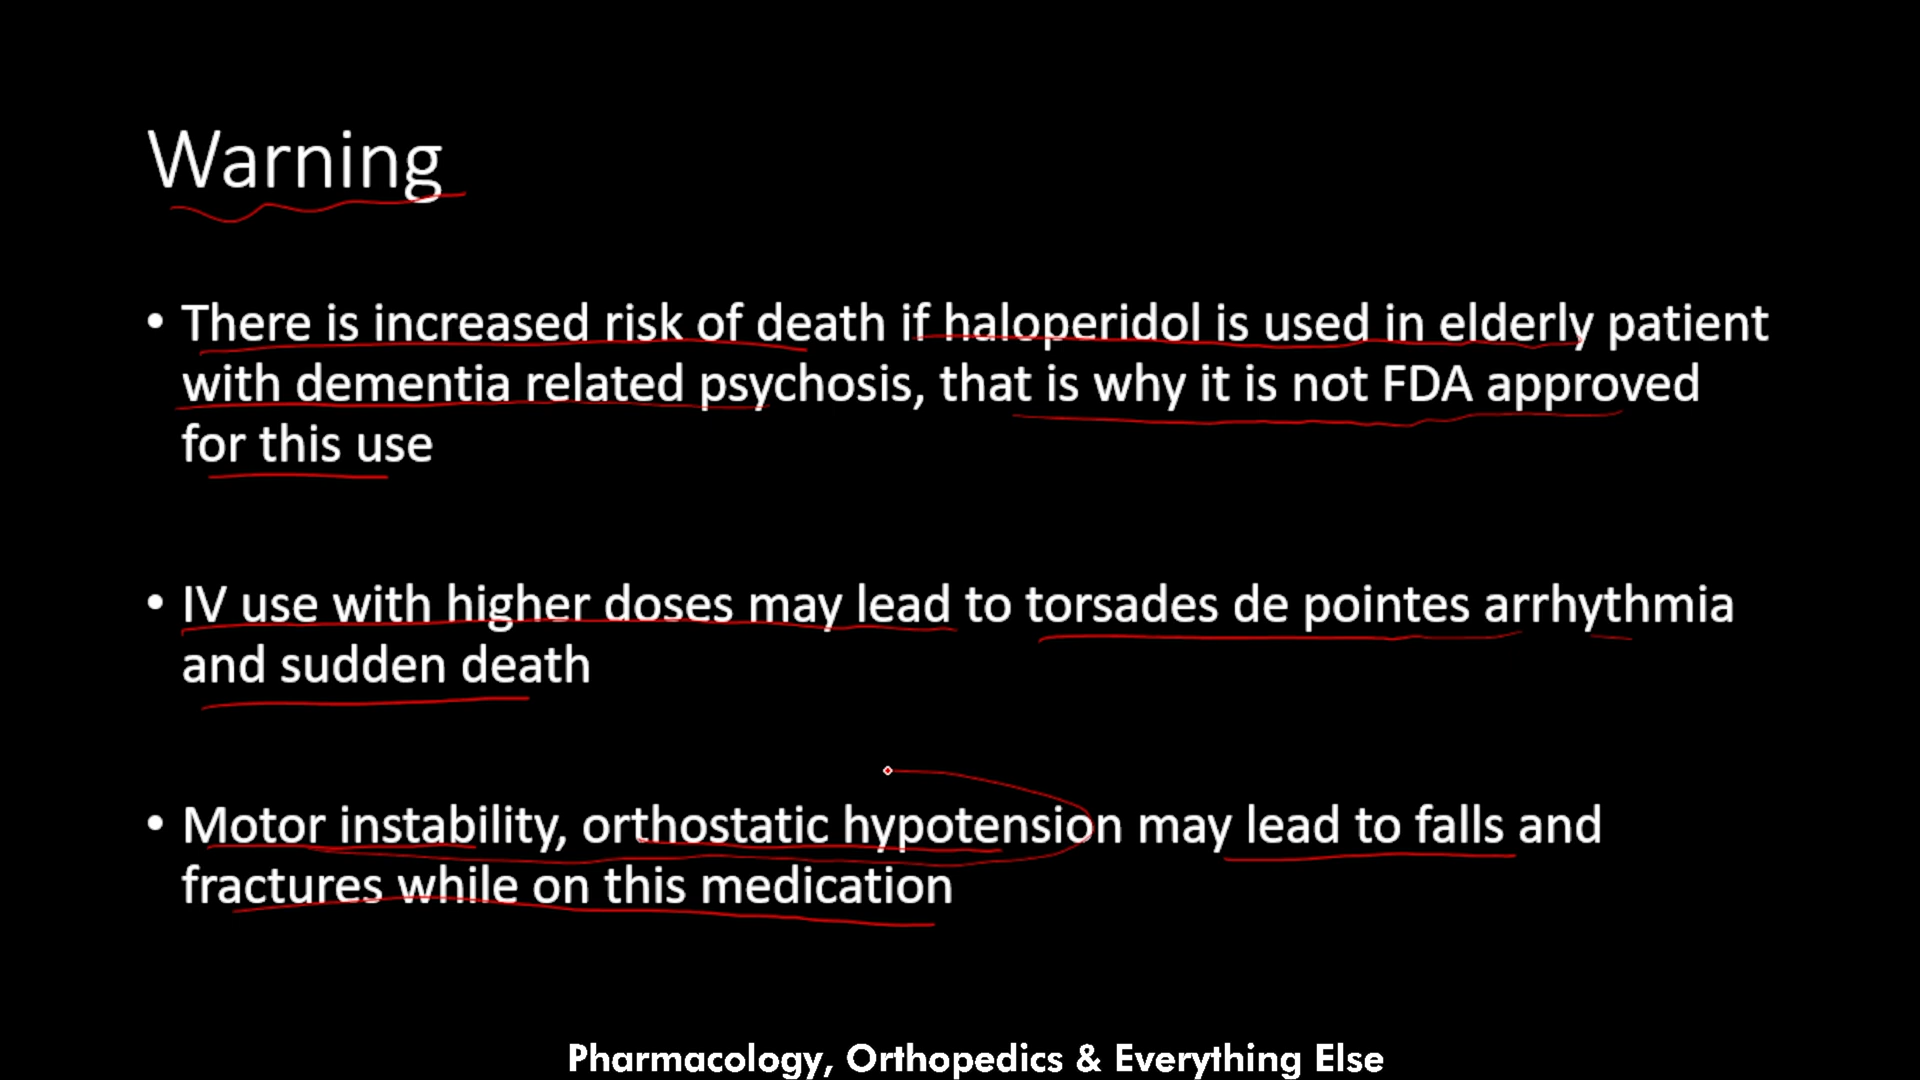 Warning
• There is increased risk of death if haloperidol is used in elderly patient
with dementia related psychosis, that is why it is not FDA approved
for this use
• IV use with higher doses may lead to torsades de pointes arrhythmia
and sudden death
• Motor instability, orthostatic hypotension may lead to falls and
fractures while on this medication
Pharmacology, Orthopedics & Everything Else